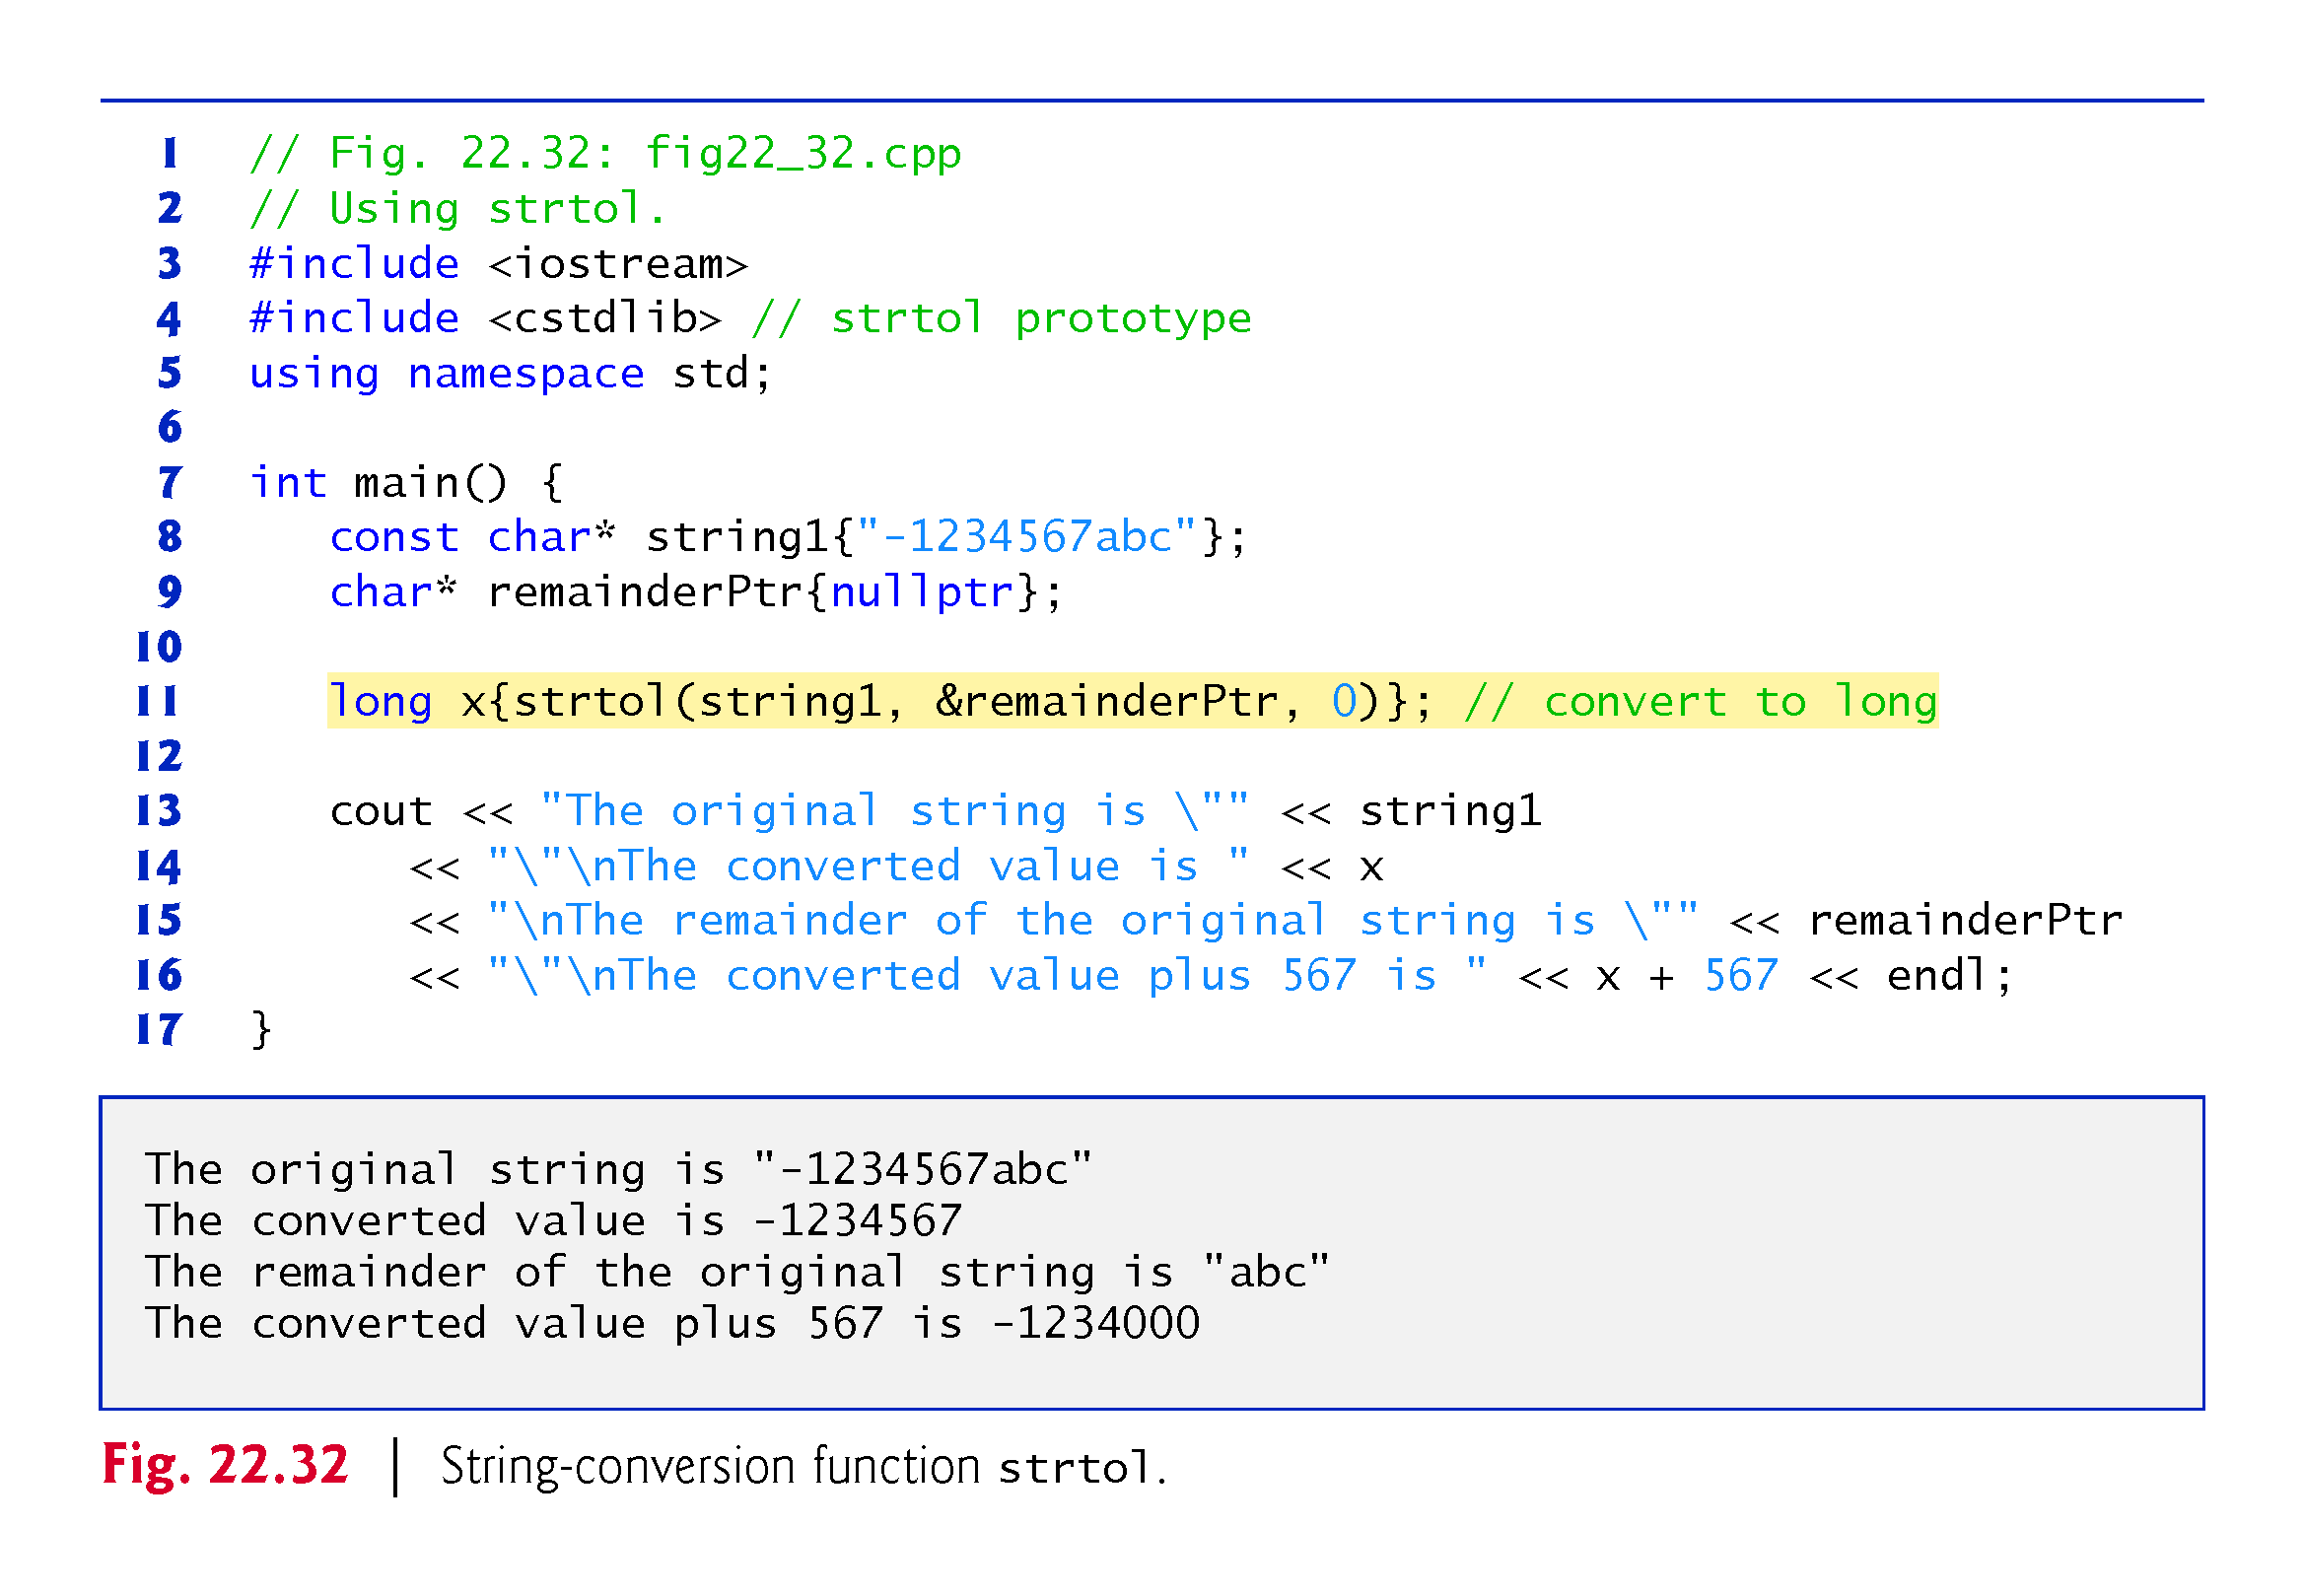 1 // Fig. 22.32: fig22_32.cpp
2 // Using strtol.
3 #include <iostream>
4 #include <cstdlib> // strtol prototype
5 using namespace std;
6
7 int main() {
8    const char* string1{"-1234567abc"};
9    char* remainderPtr{nullptr};
10
11    long x{strtol(string1, &remainderPtr, 0)}; // convert to long
12
13    cout << "The original string is \"" << string1
14       << "\"\nThe converted value is " << x
15       << "\nThe remainder of the original string is \"" << remainderPtr
16       << "\"\nThe converted value plus 567 is " << x + 567 << endl;
17 }
The original string is "-1234567abc"
The converted value is -1234567
The remainder of the original string is "abc"
The converted value plus 567 is -1234000
Fig. 22.32 | String-conversion function strtol.